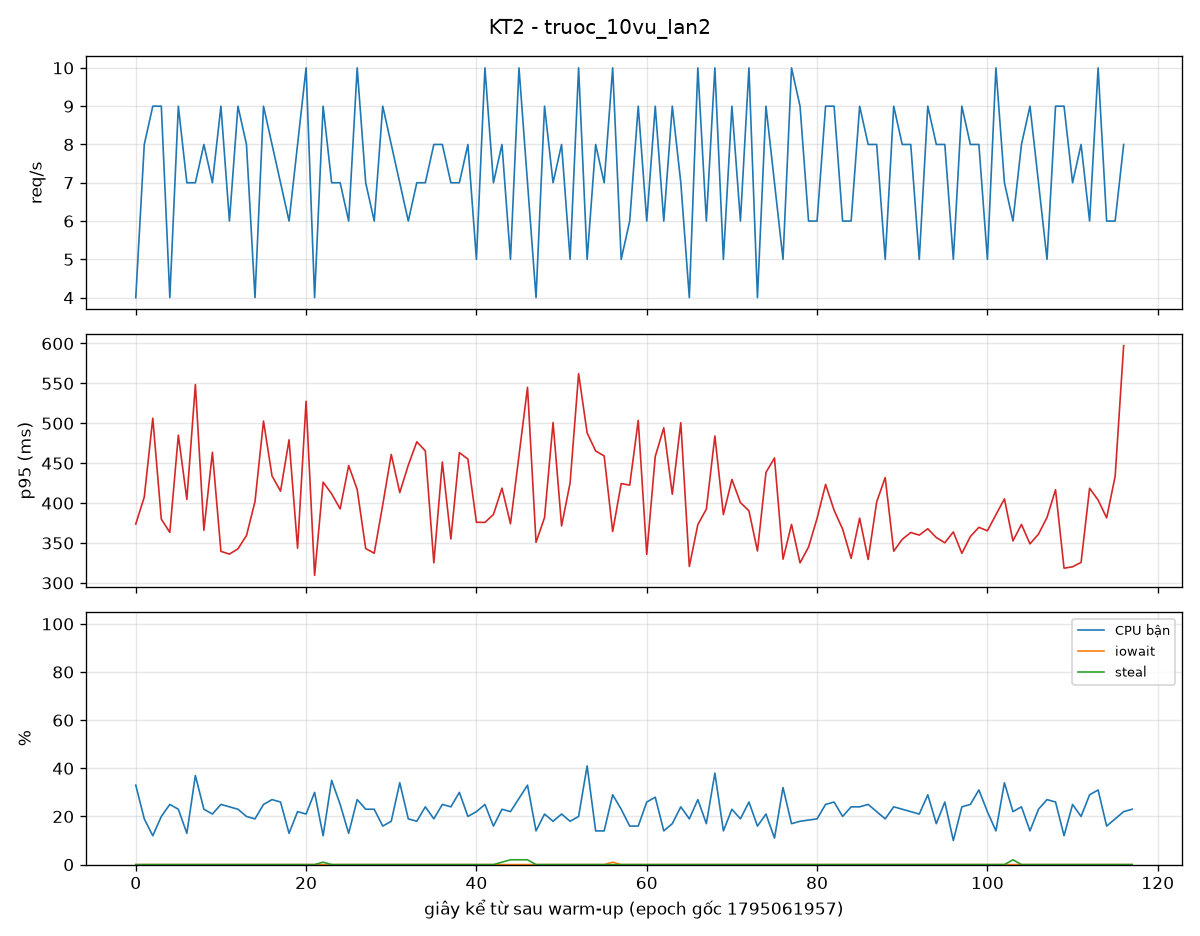 KT2 - truoc_10vu_lan2
req/s
10
9
8
7
6
5
4
p95 (ms)
600
550
500
450
400
350
300
%
100
80
60
40
20
0
CPU bận
iowait
steal
0 20 40 60 80 100 120
giây kể từ sau warm-up (epoch gốc 1795061957)